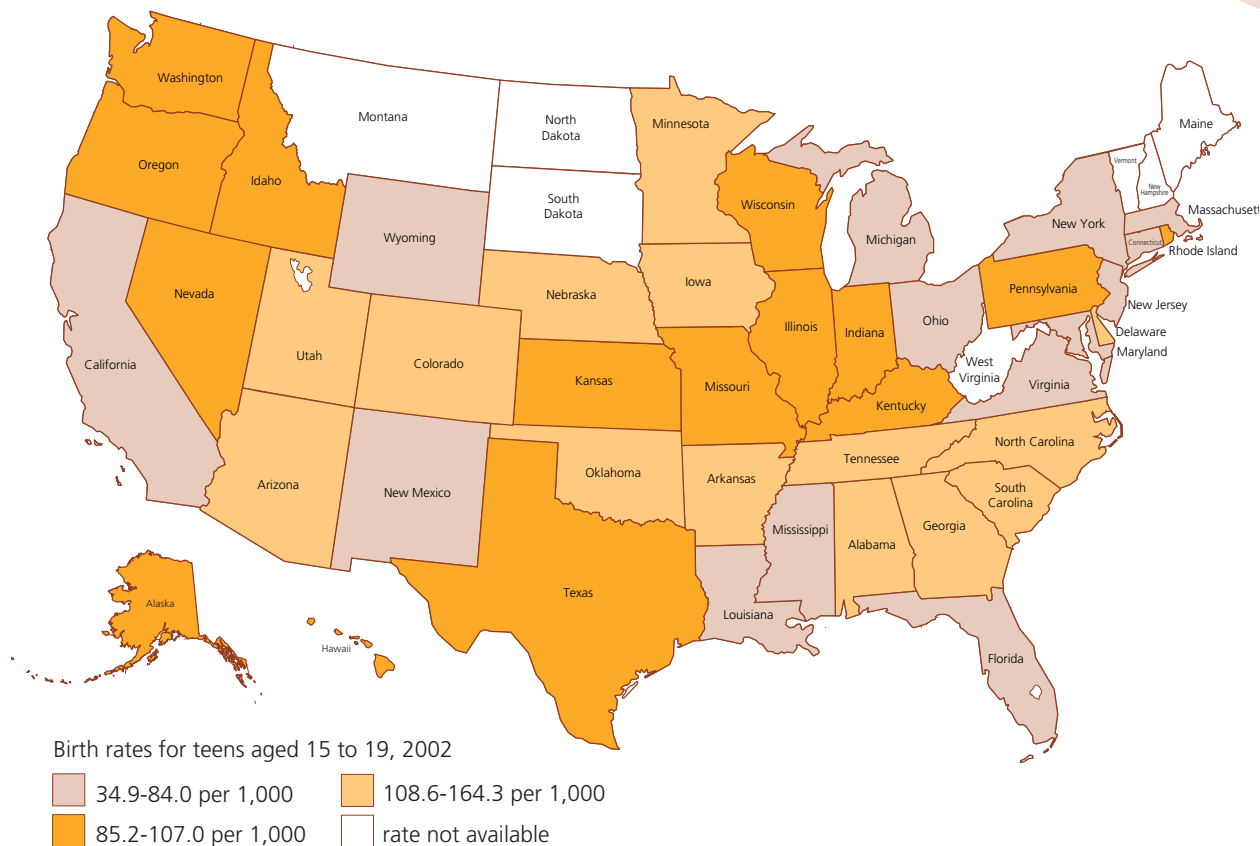 Washington
Montana
North
Dakota
Minnesota
Maine
Vermont
New
Hampshire
Oregon
Idaho
South
Dakota
Wisconsin
Massachusett
Wyoming
Michigan
New York
Connecticut
Rhode Island
Nevada
Nebraska
Iowa
Pennsylvania
New Jersey
Illinois
Indiana
Ohio
Delaware
Maryland
California
Utah
Colorado
Kansas
Missouri
West
Virginia
Virginia
Kentucky
North Carolina
Tennessee
Arizona
New Mexico
Oklahoma
Arkansas
South
Carolina
Mississippi
Alabama
Georgia
Texas
Louisiana
Alaska
Hawaii
Florida
Birth rates for teens aged 15 to 19, 2002
34.9-84.0 per 1,000
108.6-164.3 per 1,000
85.2-107.0 per 1,000
rate not available